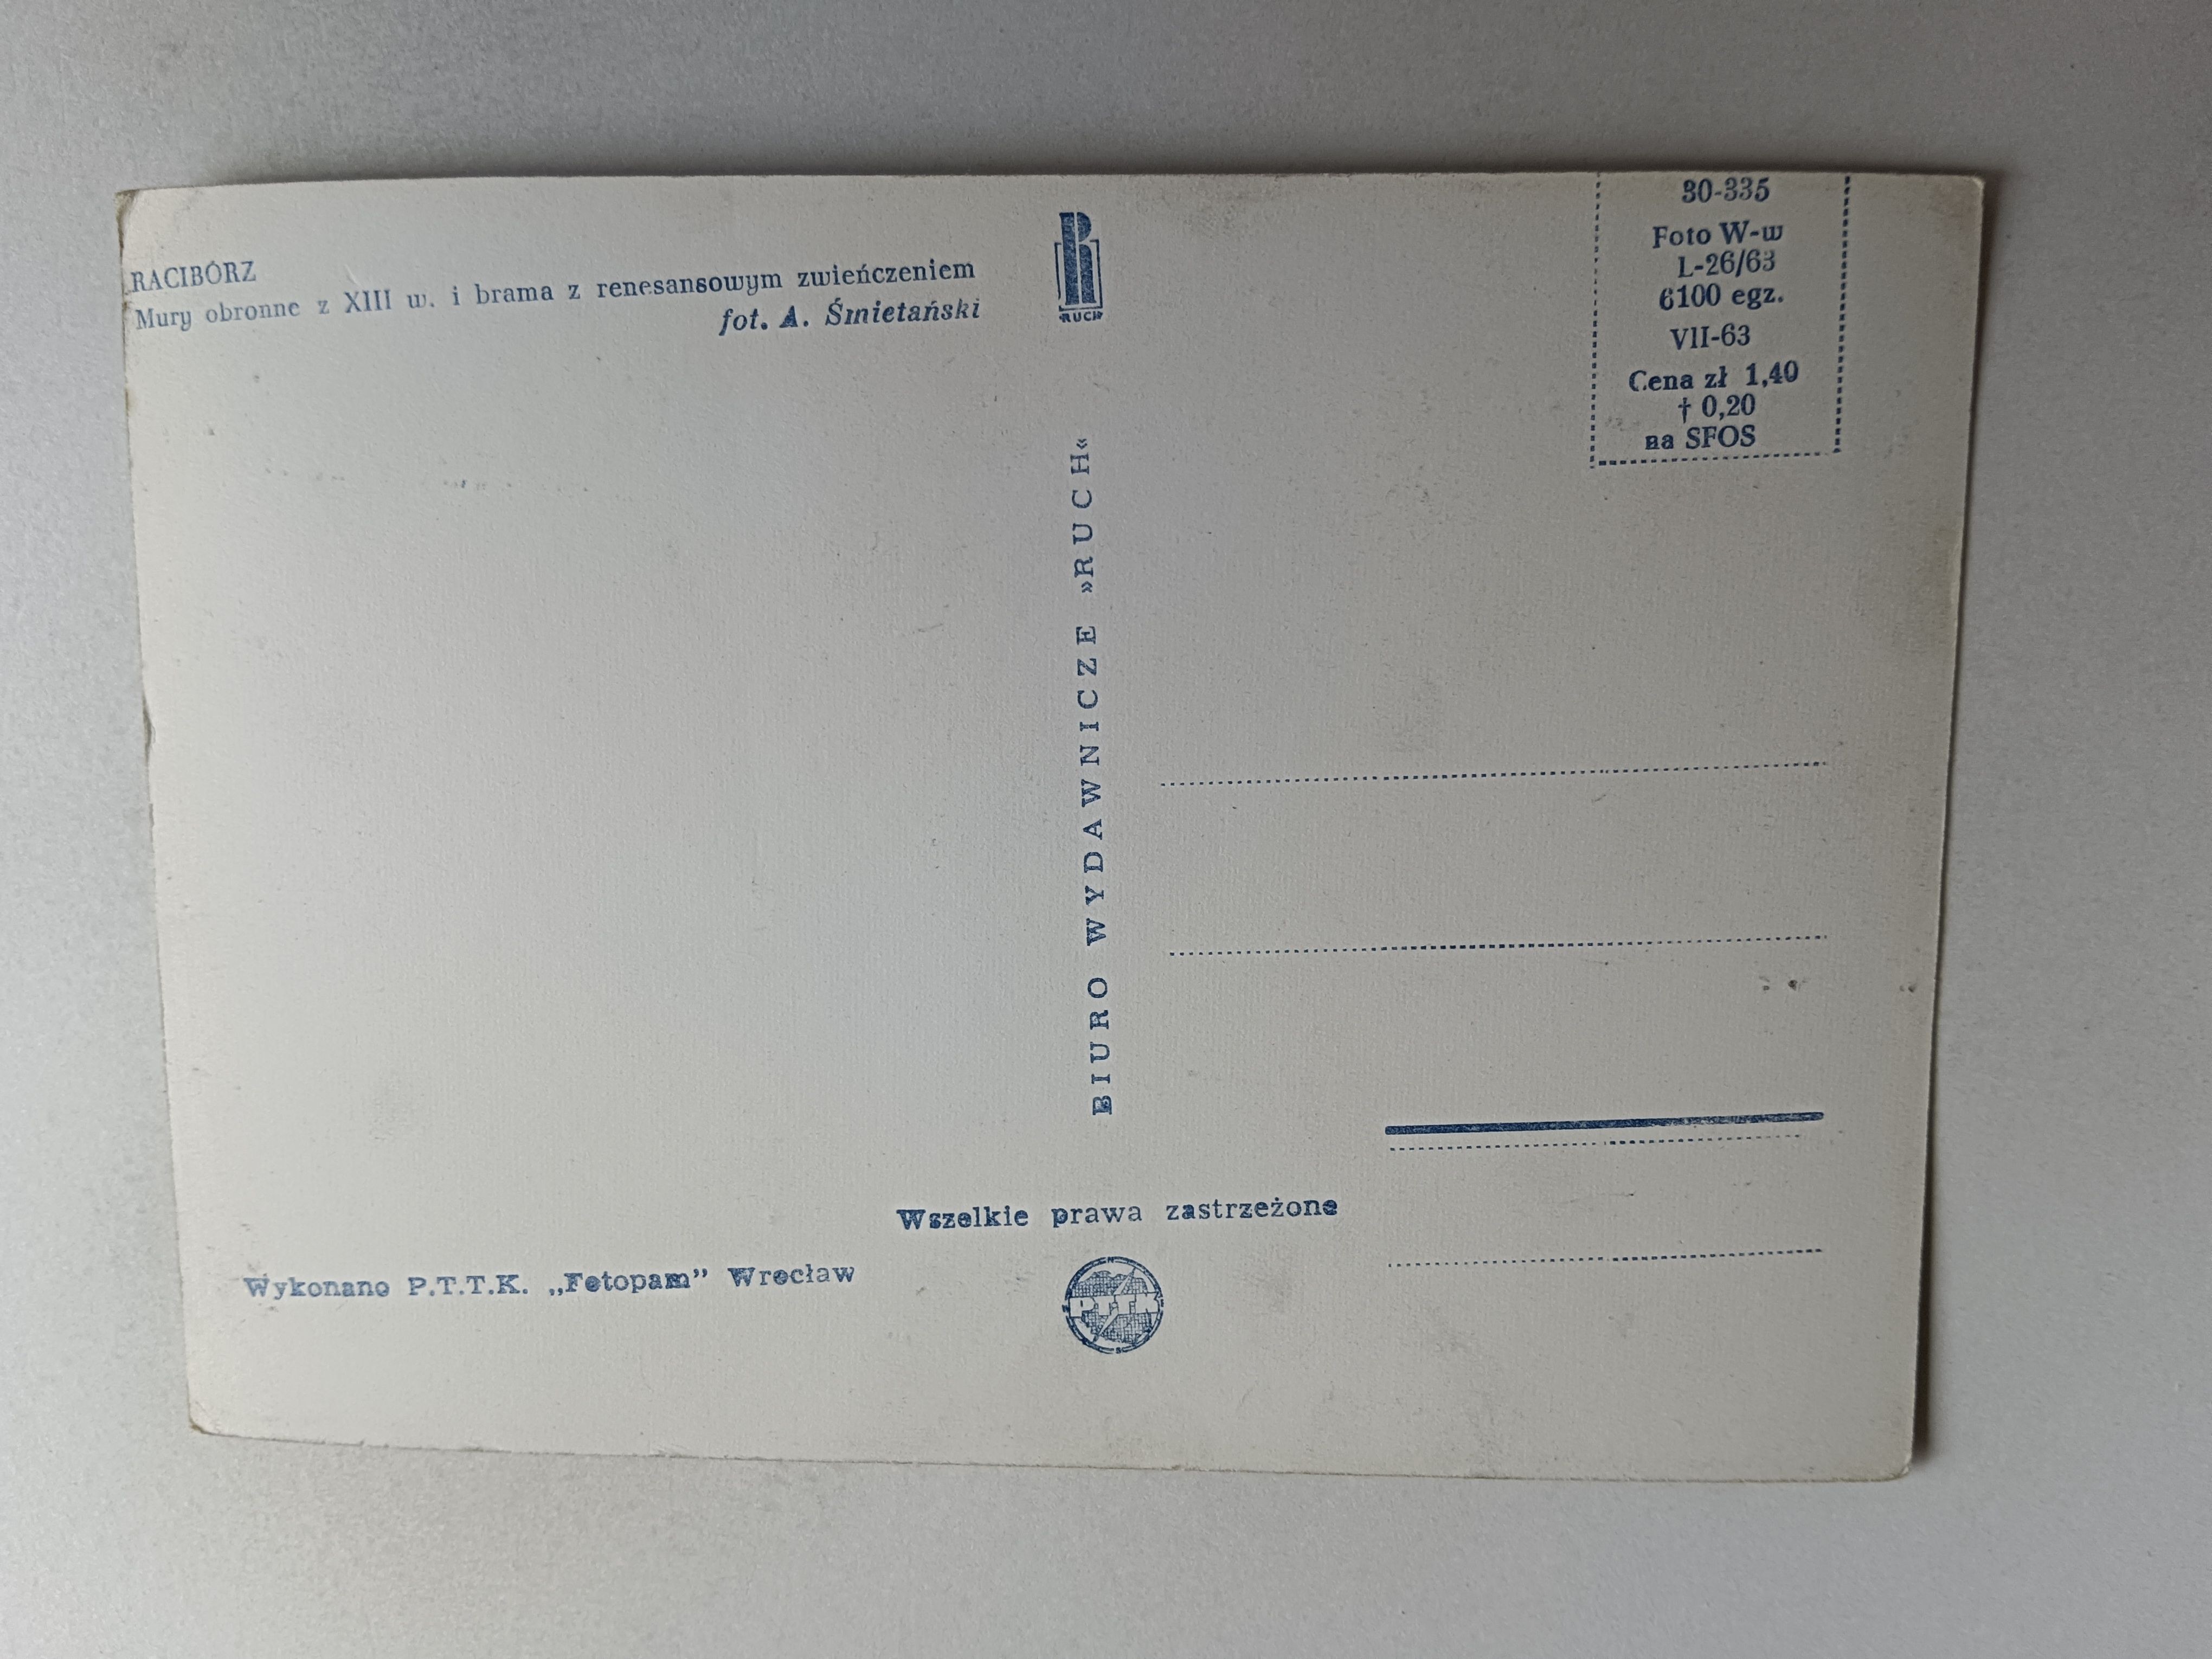 RACIBÓRZ
Mury obronne z XIII w. i brama z renesansowym zwieńczeniem
fot. A. Śmietański
RUCH
30-335
Foto W-w
L-26/63
6100 egz.
VII-63
Cena zł 1,40
† 0,20
na SFOS
BIURO WYDAWNICZE »RUCH«
Wszelkie prawa zastrzeżone
Wykonano P.T.T.K. „Fotopam” Wrocław
PTTK